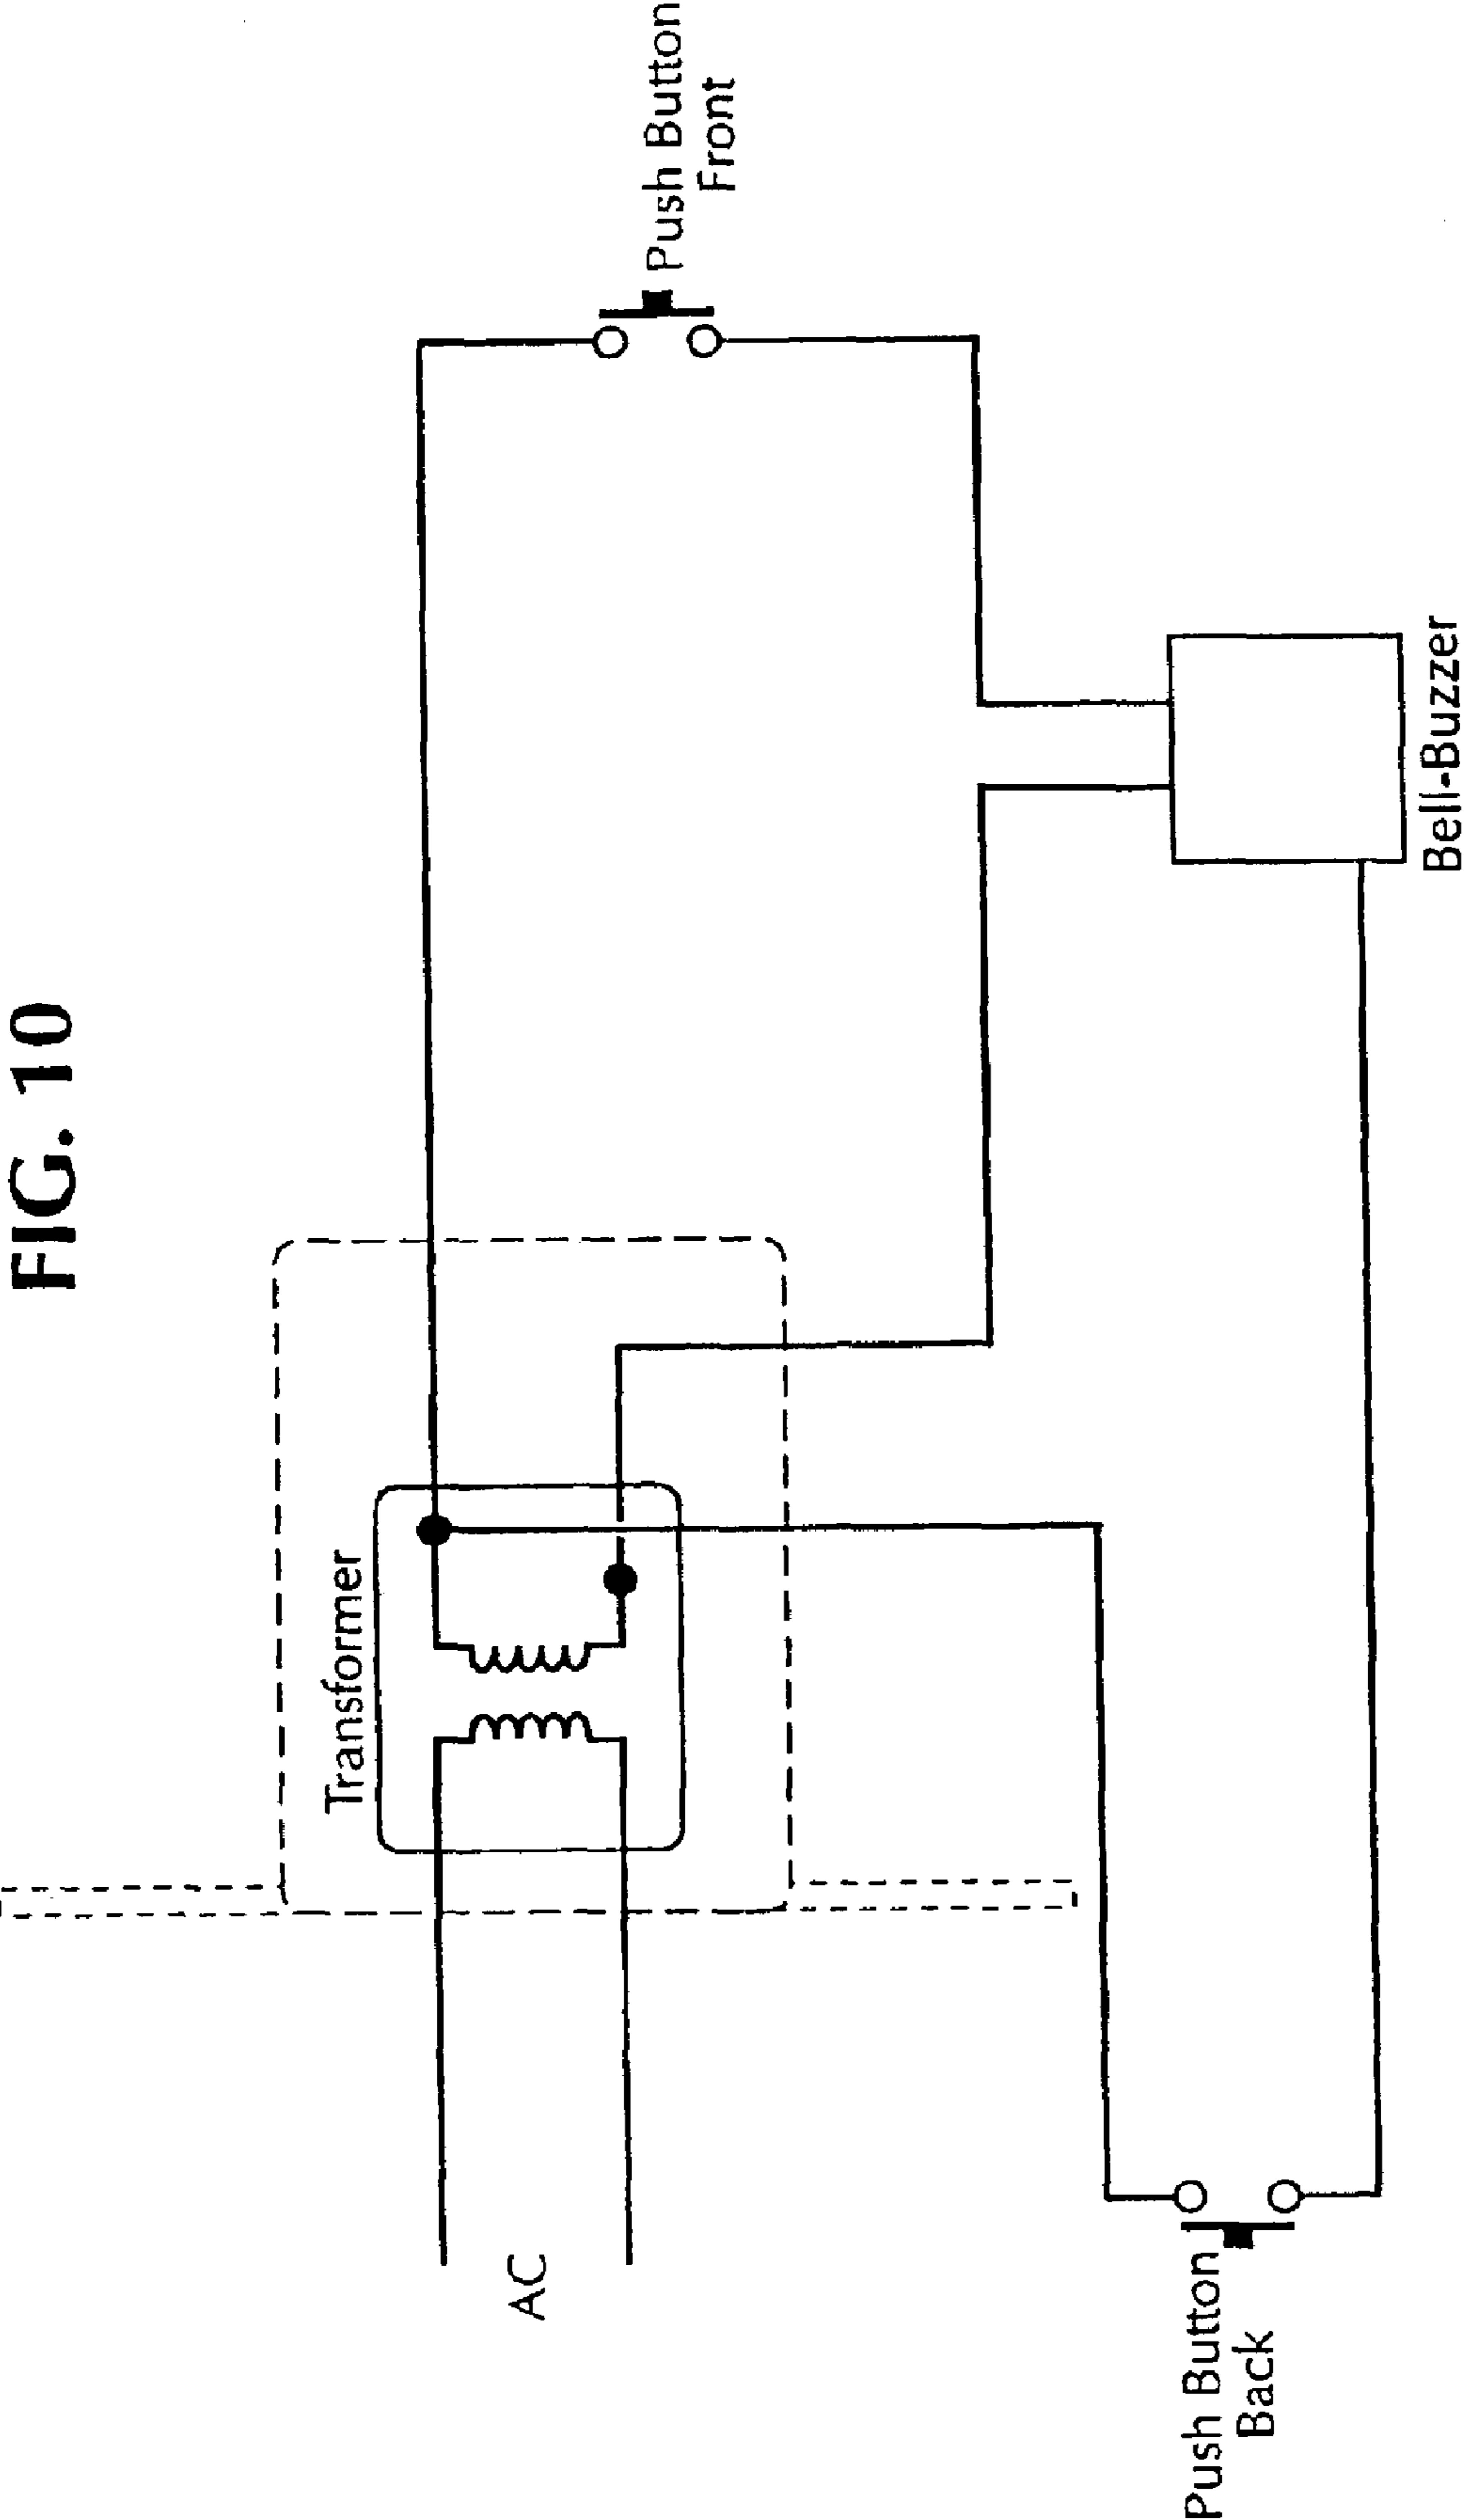 FIG. 10
Transformer
AC
Push Button
Front
Push Button
Back
Bell-Buzzer